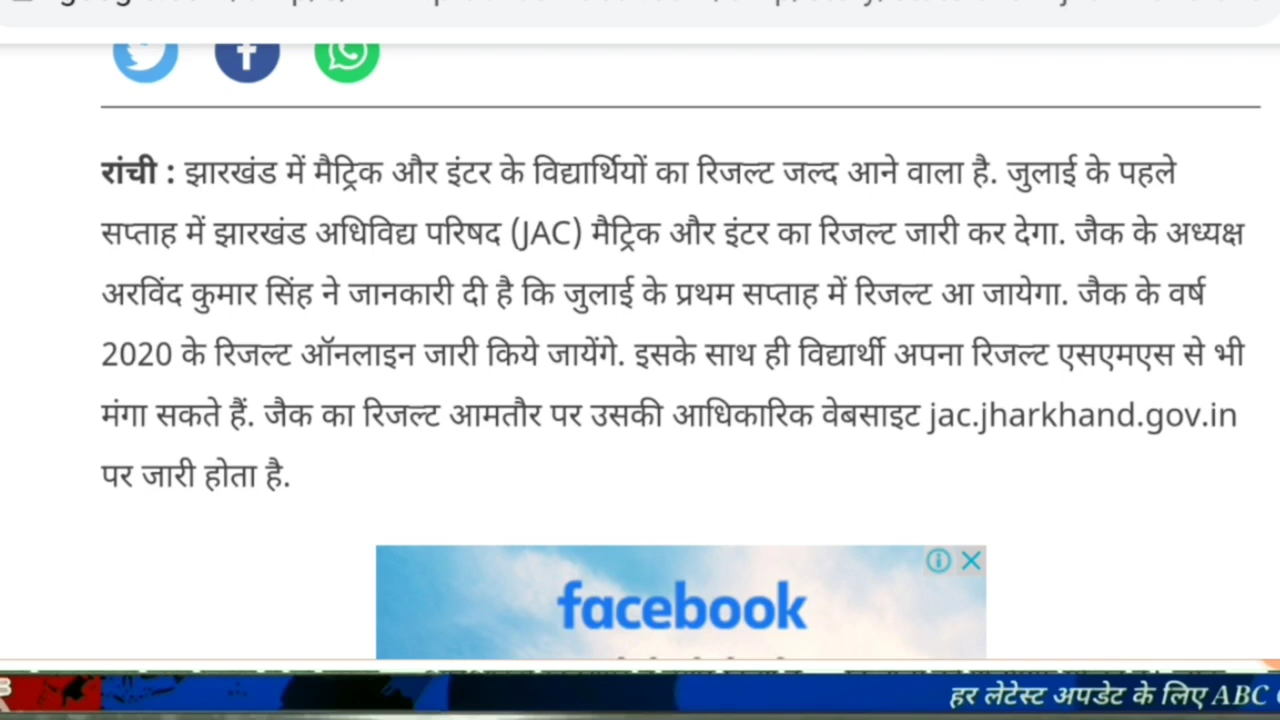 रांची : झारखंड में मैट्रिक और इंटर के विद्यार्थियों का रिजल्ट जल्द आने वाला है. जुलाई के पहले
सप्ताह में झारखंड अधिविद्य परिषद (JAC) मैट्रिक और इंटर का रिजल्ट जारी कर देगा. जैक के अध्यक्ष
अरविंद कुमार सिंह ने जानकारी दी है कि जुलाई के प्रथम सप्ताह में रिजल्ट आ जायेगा. जैक के वर्ष
2020 के रिजल्ट ऑनलाइन जारी किये जायेंगे. इसके साथ ही विद्यार्थी अपना रिजल्ट एसएमएस से भी
मंगा सकते हैं. जैक का रिजल्ट आमतौर पर उसकी आधिकारिक वेबसाइट jac.jharkhand.gov.in
पर जारी होता है.
facebook
हर लेटेस्ट अपडेट के लिए ABC